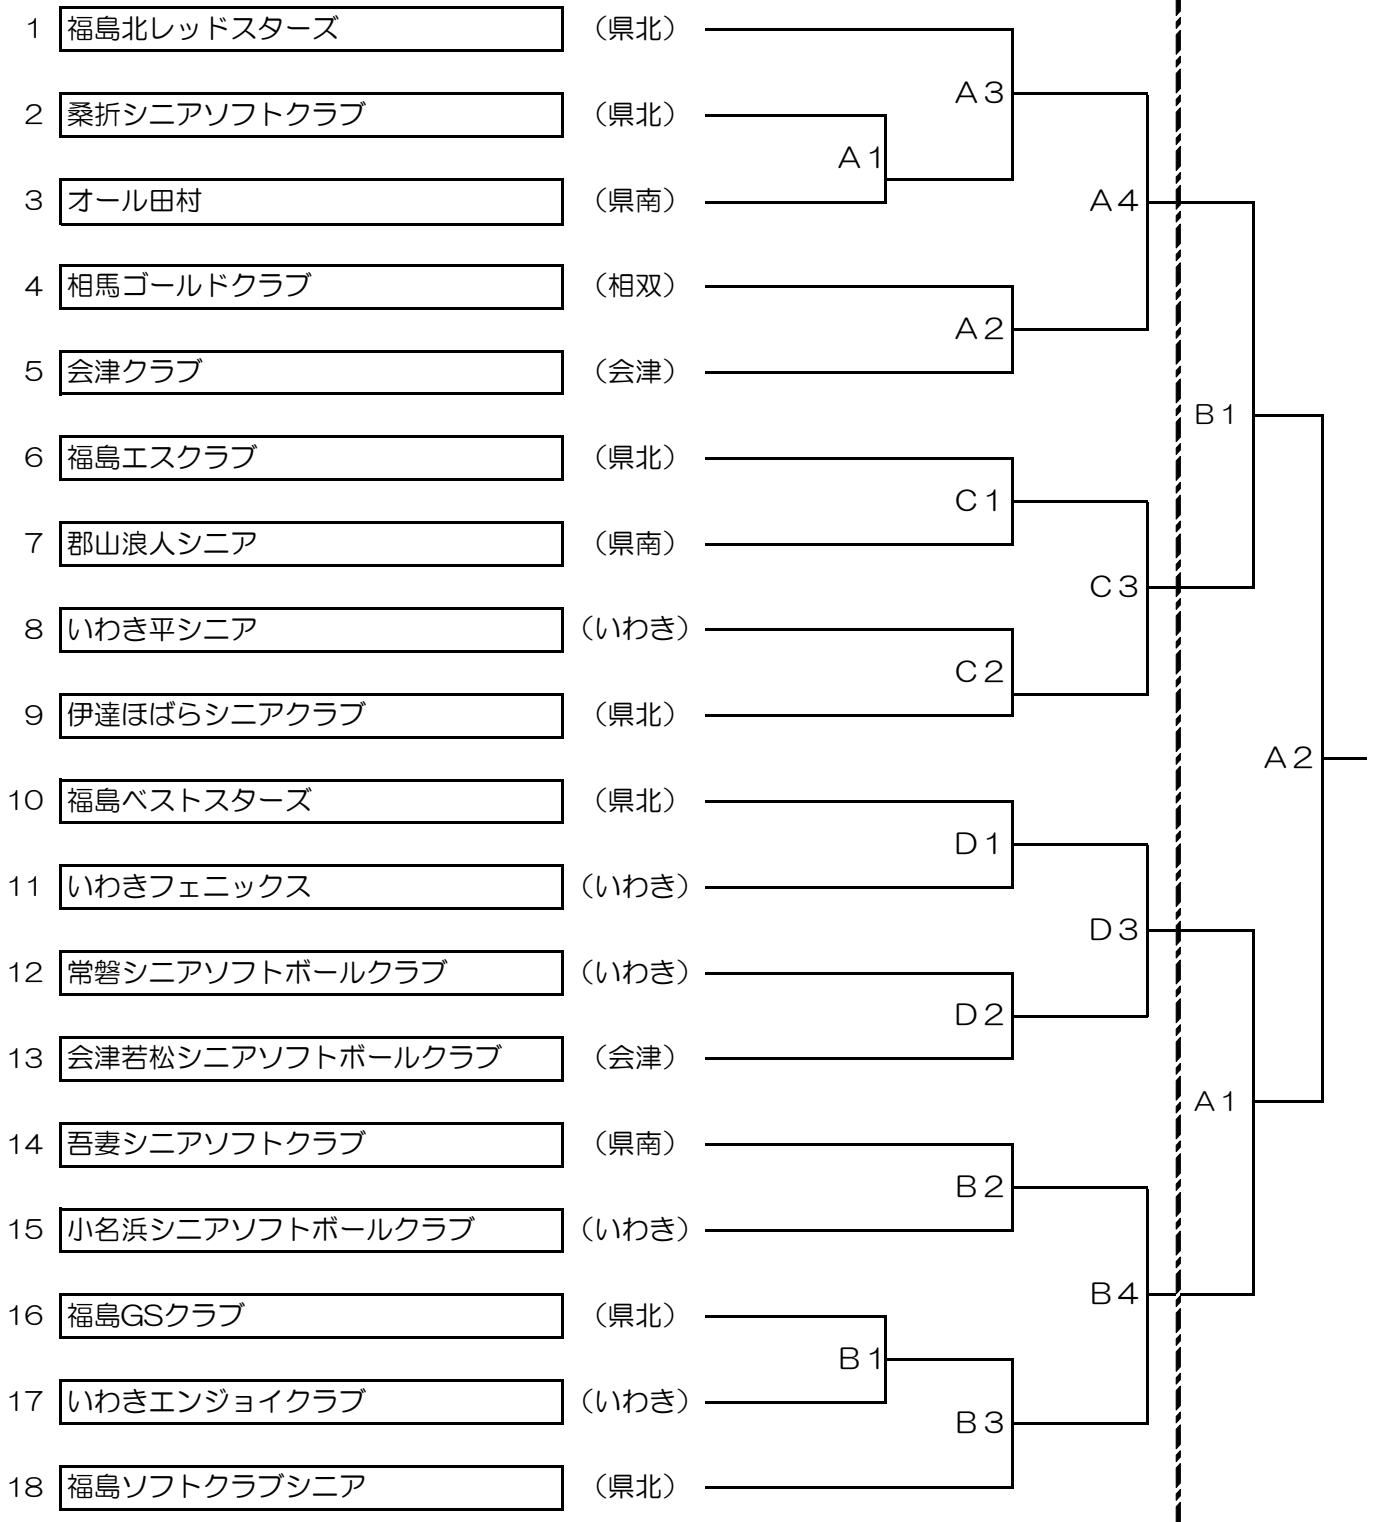 1 福島北レッドスターズ （県北）
A3
2 桑折シニアソフトクラブ （県北）
A1
3 オール田村 （県南）
A4
4 相馬ゴールドクラブ （相双）
A2
5 会津クラブ （会津）
B1
6 福島エスクラブ （県北）
C1
7 郡山浪人シニア （県南）
C3
8 いわき平シニア （いわき）
C2
9 伊達ほばらシニアクラブ （県北）
A2
10 福島ベストスターズ （県北）
D1
11 いわきフェニックス （いわき）
D3
12 常磐シニアソフトボールクラブ （いわき）
D2
13 会津若松シニアソフトボールクラブ （会津）
A1
14 吾妻シニアソフトクラブ （県南）
B2
15 小名浜シニアソフトボールクラブ （いわき）
B4
16 福島GSクラブ （県北）
B1
17 いわきエンジョイクラブ （いわき）
B3
18 福島ソフトクラブシニア （県北）